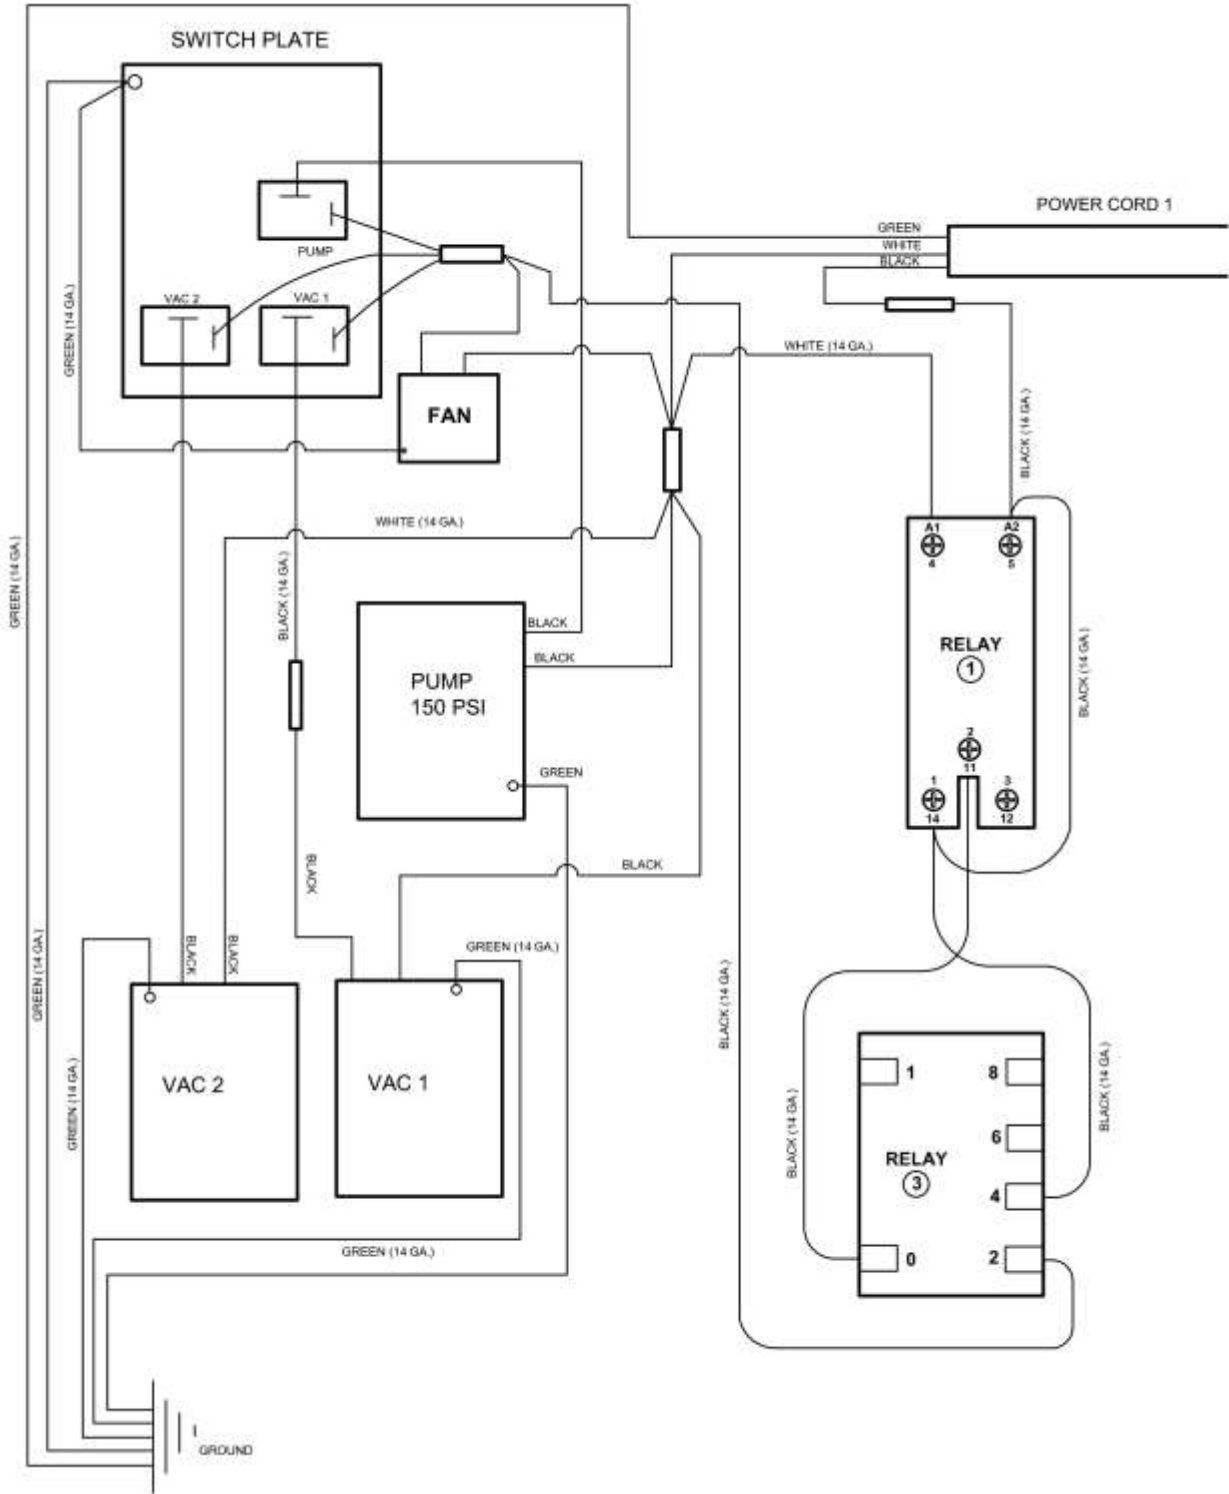 SWITCH PLATE
POWER CORD 1
GREEN
WHITE
BLACK
PUMP
VAC 2
VAC 1
GREEN (14 GA.)
WHITE (14 GA.)
FAN
BLACK (14 GA.)
WHITE (14 GA.)
A1
A2
4
5
GREEN (14 GA.)
BLACK (14 GA.)
BLACK
BLACK
RELAY
1
BLACK (14 GA.)
PUMP
150 PSI
2
11
GREEN
1
3
14
12
BLACK
BLACK
GREEN (14 GA.)
BLACK
BLACK
GREEN (14 GA.)
BLACK (14 GA.)
VAC 2
VAC 1
GREEN (14 GA.)
1
8
6
BLACK (14 GA.)
BLACK (14 GA.)
RELAY
3
4
0
2
GREEN (14 GA.)
GROUND